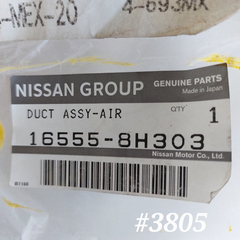 -MEX-20 4-693MX
NISSAN GROUP GENUINE PARTS
Made in Japan
DUCT ASSY-AIR QTY 1
16555-8H303
Nissan Motor Co., Ltd.
#3805